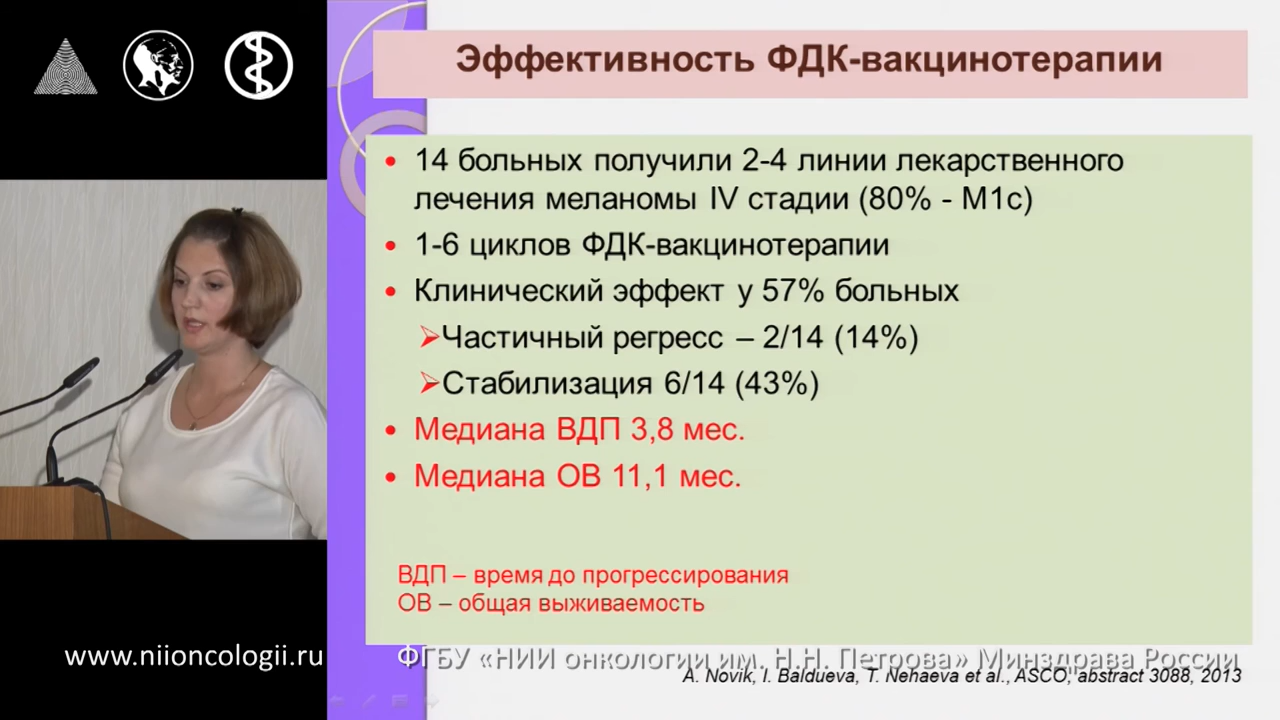 Эффективность ФДК-вакцинотерапии
14 больных получили 2-4 линии лекарственного
лечения меланомы IV стадии (80% - M1c)
1-6 циклов ФДК-вакцинотерапии
Клинический эффект у 57% больных
Частичный регресс – 2/14 (14%)
Стабилизация 6/14 (43%)
Медиана ВДП 3,8 мес.
Медиана ОВ 11,1 мес.
ВДП – время до прогрессирования
ОВ – общая выживаемость
www.niioncologii.ru
ФГБУ «НИИ онкологии им. Н.Н. Петрова» Минздрава России
A. Novik, I. Baldueva, T. Nehaeva et al., ASCO, abstract 3088, 2013